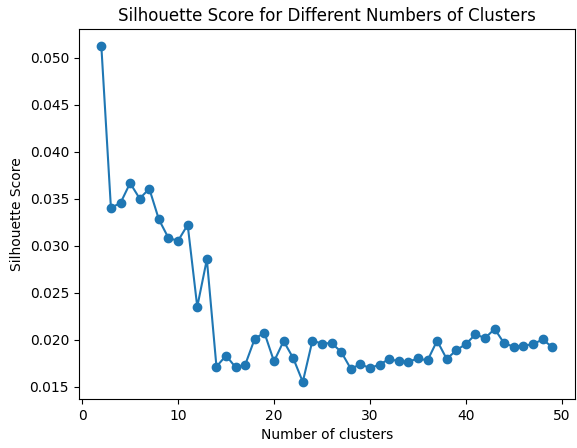 Silhouette Score for Different Numbers of Clusters
0.050
0.045
0.040
0.035
0.030
0.025
0.020
0.015
Silhouette Score
0 10 20 30 40 50
Number of clusters